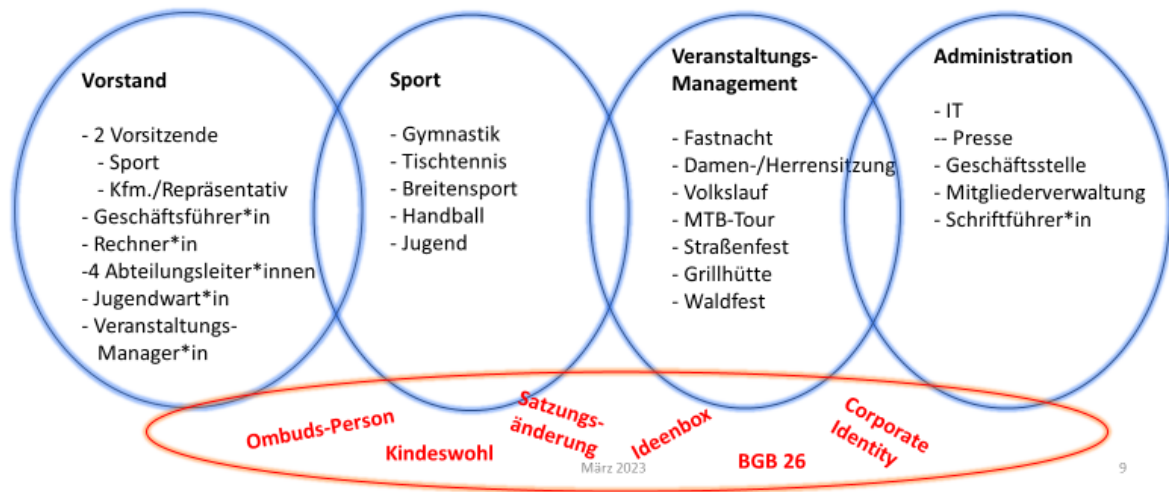 Vorstand
- 2 Vorsitzende
- Sport
- Kfm./Repräsentativ
- Geschäftsführer*in
- Rechner*in
-4 Abteilungsleiter*innen
- Jugendwart*in
- Veranstaltungs-
Manager*in
Sport
- Gymnastik
- Tischtennis
- Breitensport
- Handball
- Jugend
Veranstaltungs-
Management
- Fastnacht
- Damen-/Herrensitzung
- Volkslauf
- MTB-Tour
- Straßenfest
- Grillhütte
- Waldfest
Administration
- IT
-- Presse
- Geschäftsstelle
- Mitgliederverwaltung
- Schriftführer*in
Ombuds-Person
Kindeswohl
Satzungs-
änderung
Ideenbox
BGB 26
Corporate
Identity
März 2023
9